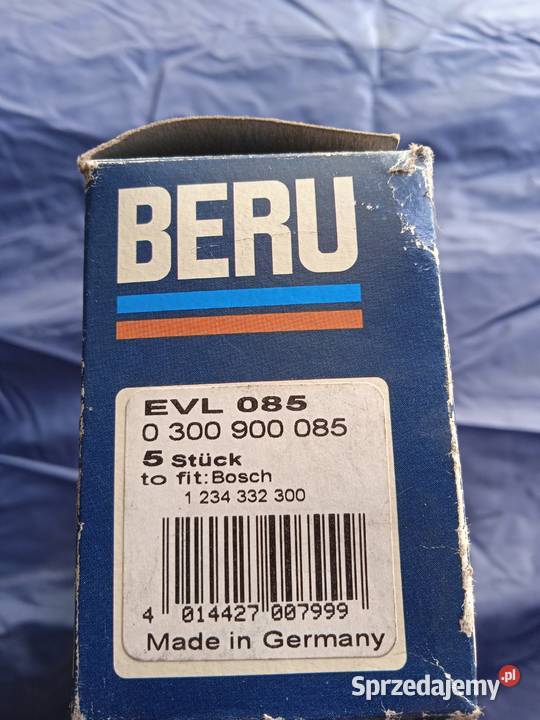 BERU
EVL 085
0 300 900 085
5 Stück
to fit:Bosch
1 234 332 300
4 014427 007999
Made in Germany
Sprzedajemy.pl